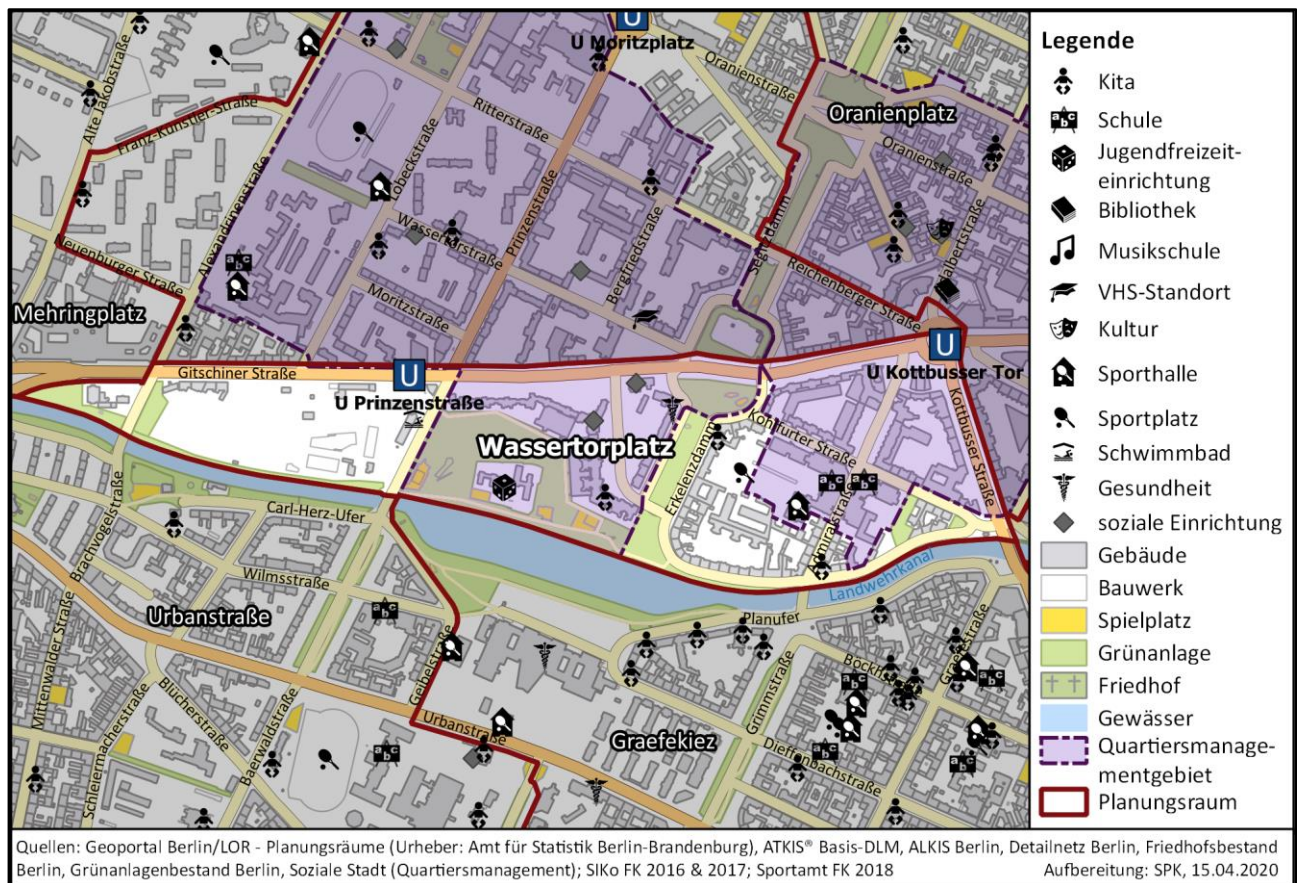 U
U Moritzplatz
Oranienstraße
Alte Jakobstraße
Franz-Künstler-Straße
Ritterstraße
Oranienplatz
Oranienstraße
Lobeckstraße
Prinzenstraße
Alexandrinenstraße
Wassertorstraße
Bergfriedstraße
Segitzdamm
Adalbertstraße
Neuenburger Straße
Reichenberger Straße
Moritzstraße
Mehringplatz
Gitschiner Straße
U
U Prinzenstraße
U
U Kottbusser Tor
Wassertorplatz
Kohlfurter Straße
Kottbusser Straße
Erkelenzdamm
Admiralstraße
Landwehrkanal
Carl-Herz-Ufer
Brachvogelstraße
Wilmsstraße
Planufer
Urbanstraße
Mittenwalder Straße
Geibelstraße
Böckhstraße
Graefestraße
Grimmstraße
Blücherstraße
Schleiermacherstraße
Baerwaldstraße
Urbanstraße
Graefekiez
Dieffenbachstraße
Legende
Kita
abc
Schule
Jugendfreizeit-
einrichtung
Bibliothek
Musikschule
VHS-Standort
Kultur
Sporthalle
Sportplatz
Schwimmbad
Gesundheit
soziale Einrichtung
Gebäude
Bauwerk
Spielplatz
Grünanlage
Friedhof
Gewässer
Quartiersmanage-
mentgebiet
Planungsraum
Quellen: Geoportal Berlin/LOR - Planungsräume (Urheber: Amt für Statistik Berlin-Brandenburg), ATKIS® Basis-DLM, ALKIS Berlin, Detailnetz Berlin, Friedhofsbestand
Berlin, Grünanlagenbestand Berlin, Soziale Stadt (Quartiersmanagement); SIKo FK 2016 & 2017; Sportamt FK 2018
Aufbereitung: SPK, 15.04.2020